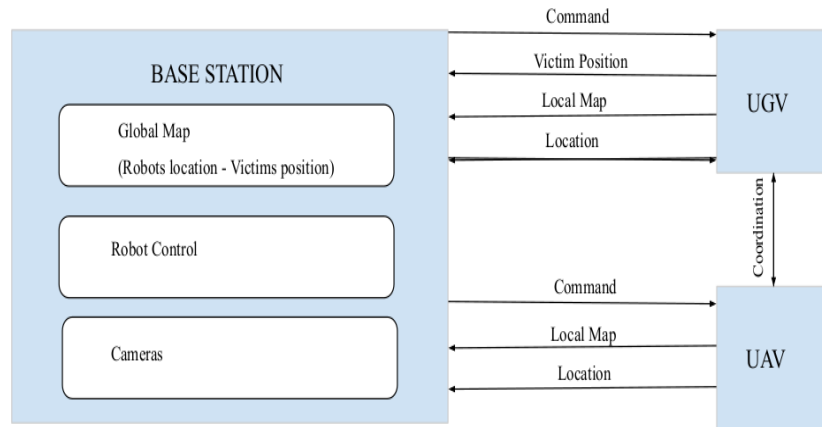 Command
BASE STATION
Victim Position
Global Map
(Robots location - Victims position)
Local Map
UGV
Location
Coordination
Robot Control
Command
Cameras
Local Map
UAV
Location